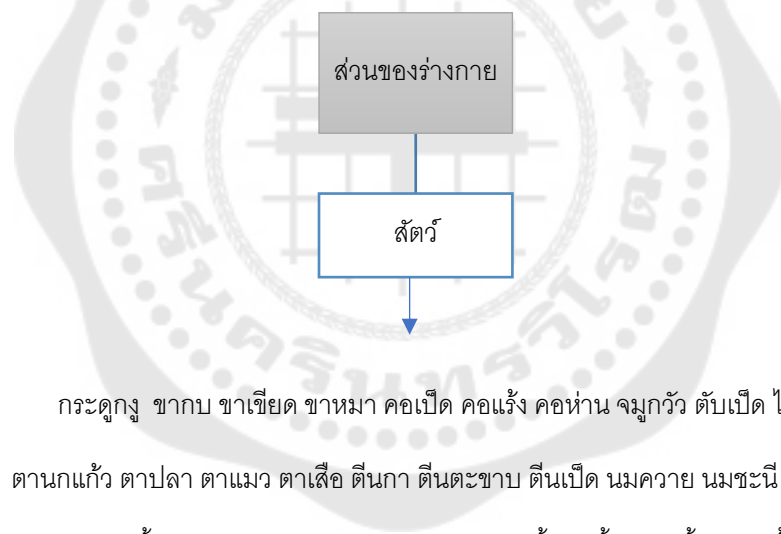 ส่วนของร่างกาย
สัตว์
กระดูกงู ขากบ ขาเขียด ขาหมา คอเป็ด คอแร้ง คอห่าน จมูกวัว ตับเป็ด
ตานกแก้ว ตาปลา ตาแมว ตาเสือ ตีนกา ตีนตะขาบ ตีนเป็ด นมควาย นมชะนี